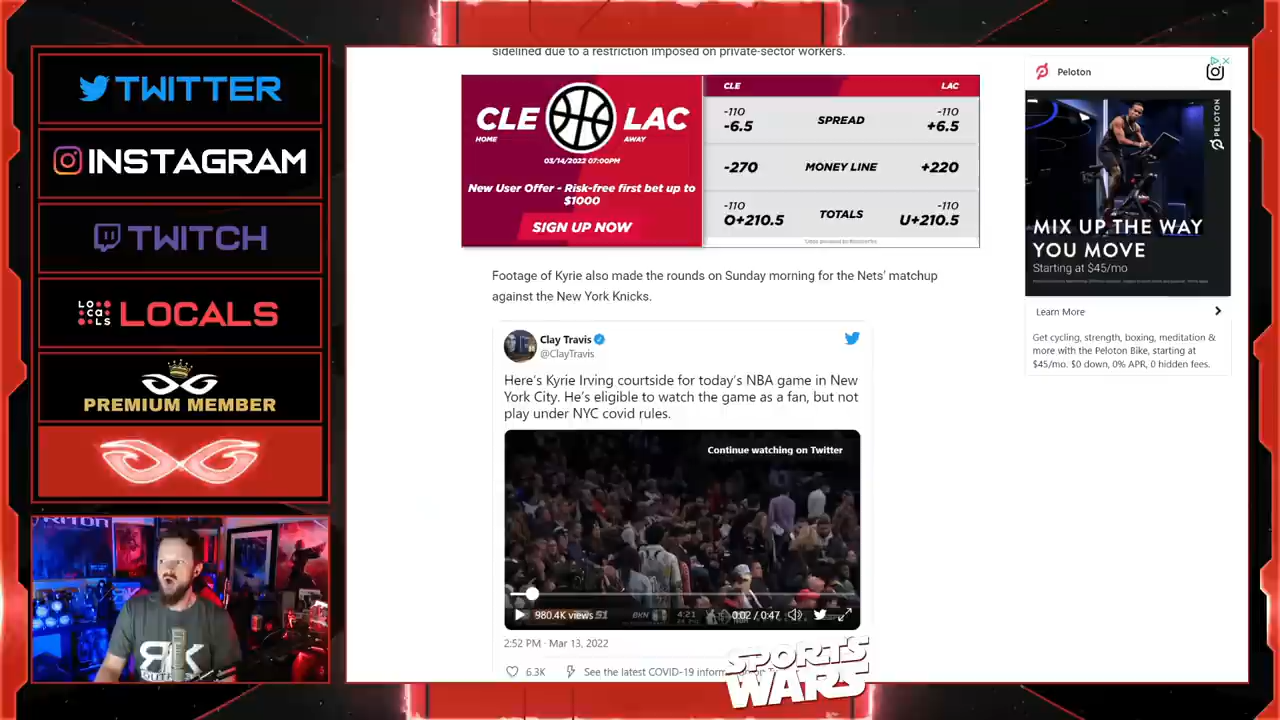 TWITTER
INSTAGRAM
TWITCH
LOCALS
LOCALS
PREMIUM MEMBER
sidelined due to a restriction imposed on private-sector workers.
CLE LAC
HOME AWAY
03/14/2022 07:00PM
New User Offer - Risk-free first bet up to
$1000
SIGN UP NOW
CLE LAC
-110 -110
-6.5 SPREAD +6.5
-270 MONEY LINE +220
-110 -110
O+210.5 TOTALS U+210.5
Footage of Kyrie also made the rounds on Sunday morning for the Nets' matchup
against the New York Knicks.
Clay Travis
@ClayTravis
Here's Kyrie Irving courtside for today's NBA game in New
York City. He's eligible to watch the game as a fan, but not
play under NYC covid rules.
Continue watching on Twitter
980.4K views 51 BKN 4:21 0:02 / 0:47
2:52 PM · Mar 13, 2022
6.3K See the latest COVID-19
SPORTS
WARS
Peloton
PELOTON
MIX UP THE WAY
YOU MOVE
Starting at $45/mo
Learn More
Get cycling, strength, boxing, meditation &
more with the Peloton Bike, starting at
$45/mo. $0 down, 0% APR, 0 hidden fees.